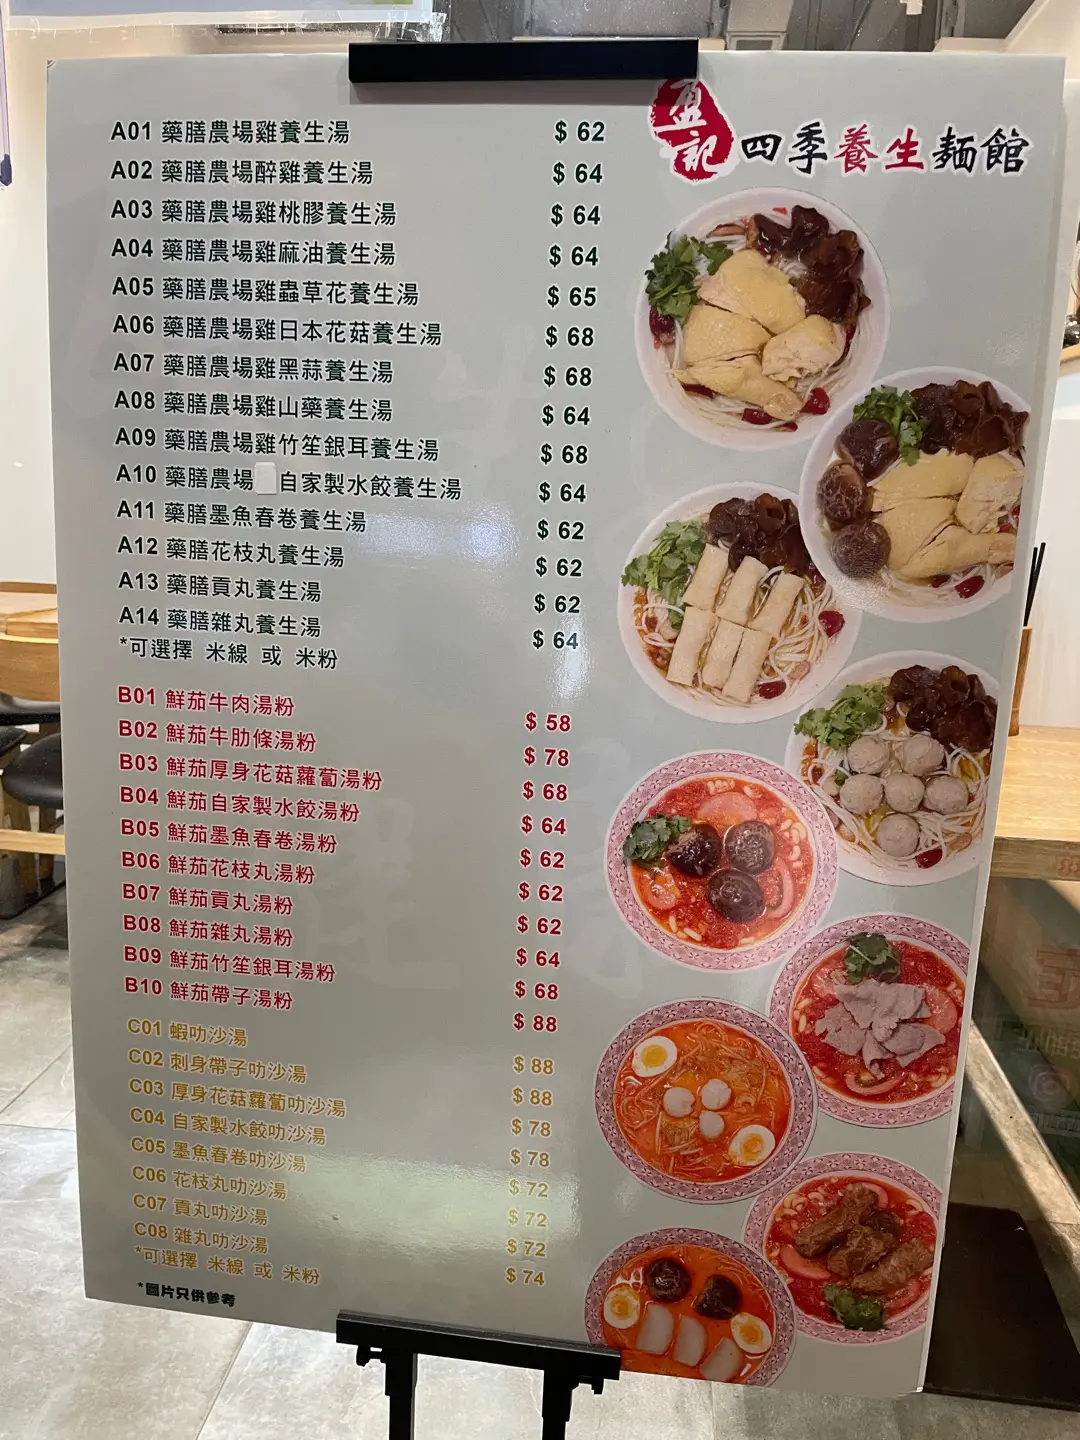 盈記
四季養生麵館
A01 藥膳農場雞養生湯 $ 62
A02 藥膳農場醉雞養生湯 $ 64
A03 藥膳農場雞桃膠養生湯 $ 64
A04 藥膳農場雞麻油養生湯 $ 64
A05 藥膳農場雞蟲草花養生湯 $ 65
A06 藥膳農場雞日本花菇養生湯 $ 68
A07 藥膳農場雞黑蒜養生湯 $ 68
A08 藥膳農場雞山藥養生湯 $ 64
A09 藥膳農場雞竹笙銀耳養生湯 $ 68
A10 藥膳農場 自家製水餃養生湯 $ 64
A11 藥膳墨魚春卷養生湯 $ 62
A12 藥膳花枝丸養生湯 $ 62
A13 藥膳貢丸養生湯 $ 62
A14 藥膳雜丸養生湯 $ 64
*可選擇 米線 或 米粉
B01 鮮茄牛肉湯粉 $ 58
B02 鮮茄牛肋條湯粉 $ 78
B03 鮮茄厚身花菇蘿蔔湯粉 $ 68
B04 鮮茄自家製水餃湯粉 $ 64
B05 鮮茄墨魚春卷湯粉 $ 62
B06 鮮茄花枝丸湯粉 $ 62
B07 鮮茄貢丸湯粉 $ 62
B08 鮮茄雜丸湯粉 $ 64
B09 鮮茄竹笙銀耳湯粉 $ 68
B10 鮮茄帶子湯粉 $ 88
C01 蝦叻沙湯 $ 88
C02 刺身帶子叻沙湯 $ 88
C03 厚身花菇蘿蔔叻沙湯 $ 78
C04 自家製水餃叻沙湯 $ 78
C05 墨魚春卷叻沙湯 $ 72
C06 花枝丸叻沙湯 $ 72
C07 貢丸叻沙湯 $ 72
C08 雜丸叻沙湯 $ 74
*可選擇 米線 或 米粉
*圖片只供參考